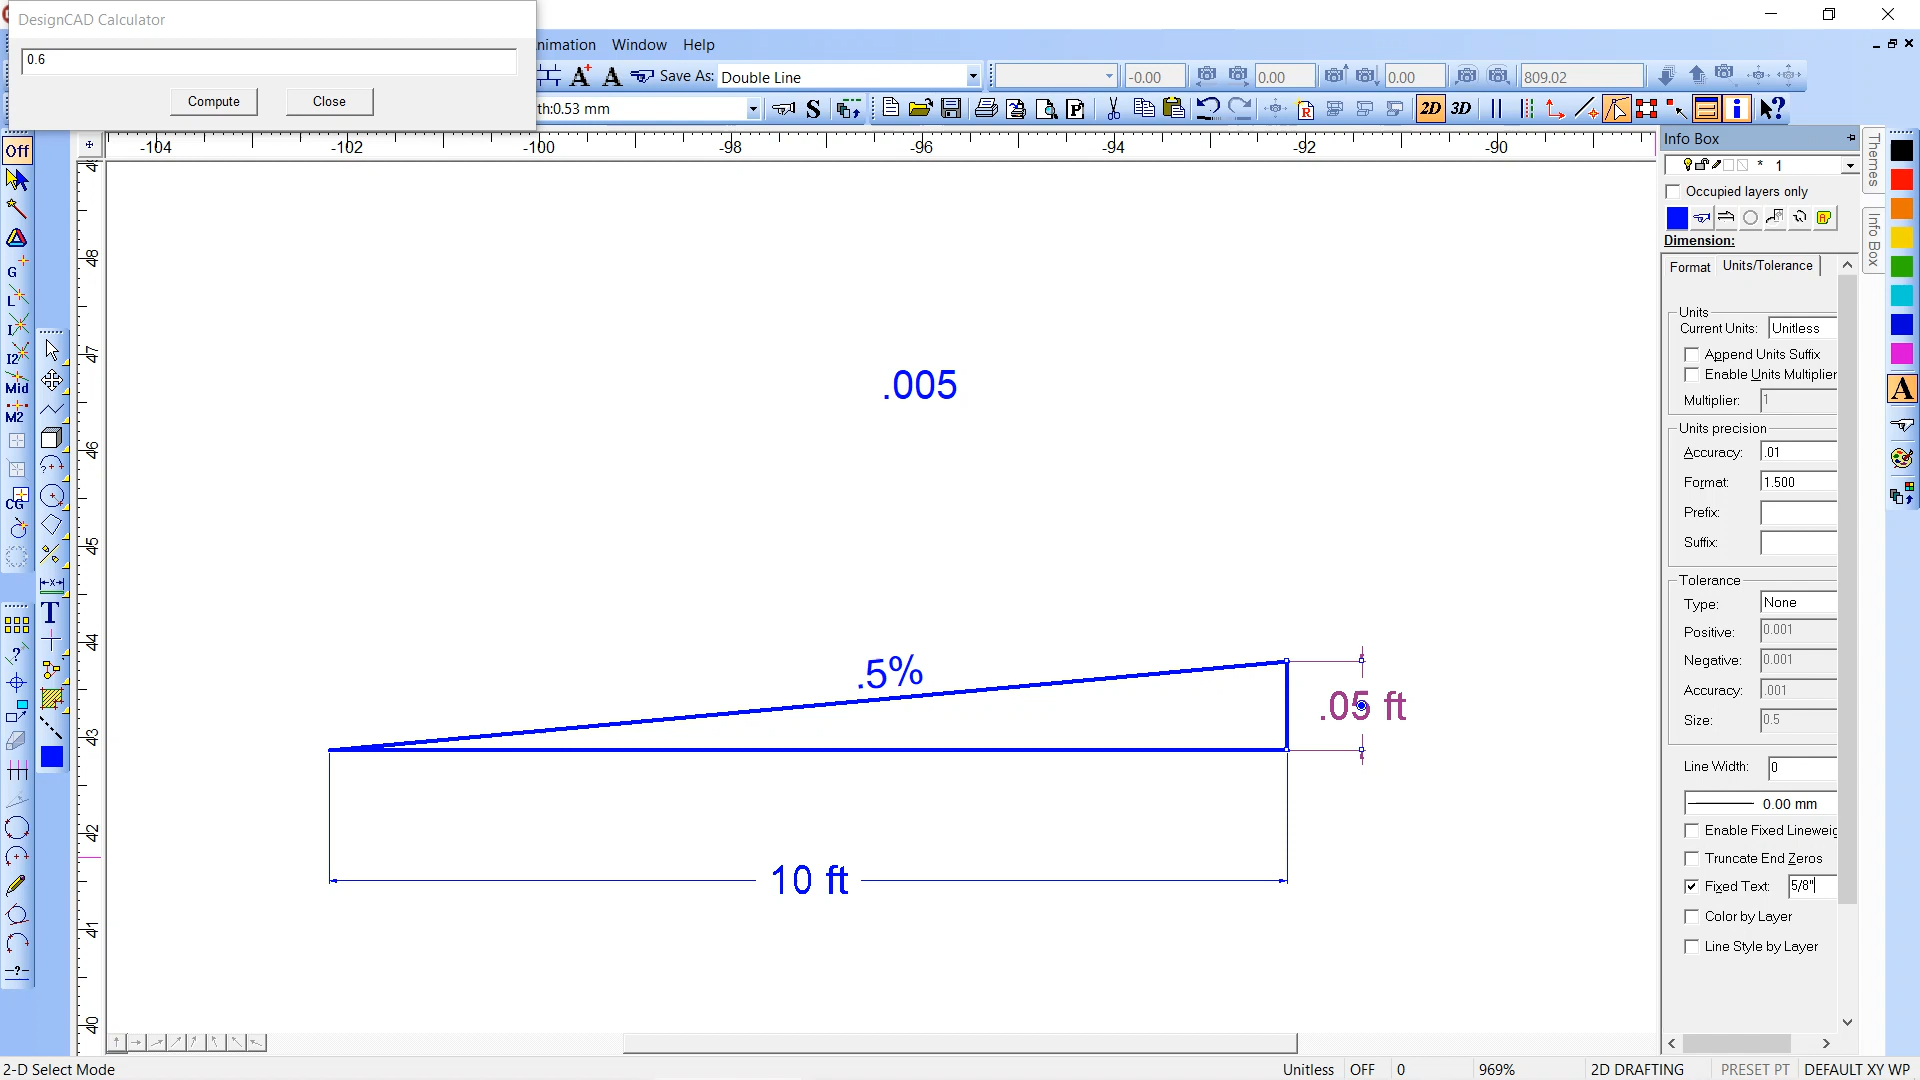 DesignCAD Calculator
0.6
Compute
Close
nimation Window Help
Save As: Double Line
-0.00
0.00
0.00
809.02
th:0.53 mm
2D 3D
Off
-104 -102 -100 -98 -96 -94 -92 -90
48
47
46
45
44
43
42
41
40
G
L
I
I2
Mid
M2
CG
T
.005
.5%
.05 ft
10 ft
Info Box
* 1
Occupied layers only
Dimension:
Format Units/Tolerance
Units
Current Units: Unitless
Append Units Suffix
Enable Units Multiplier
Multiplier: 1
Units precision
Accuracy: .01
Format: 1.500
Prefix:
Suffix:
Tolerance
Type: None
Positive: 0.001
Negative: 0.001
Accuracy: .001
Size: 0.5
Line Width: 0
0.00 mm
Enable Fixed Lineweig
Truncate End Zeros
Fixed Text: 5/8"
Color by Layer
Line Style by Layer
Themes
Info Box
A
2-D Select Mode
Unitless OFF 0 969% 2D DRAFTING PRESET PT DEFAULT XY WP